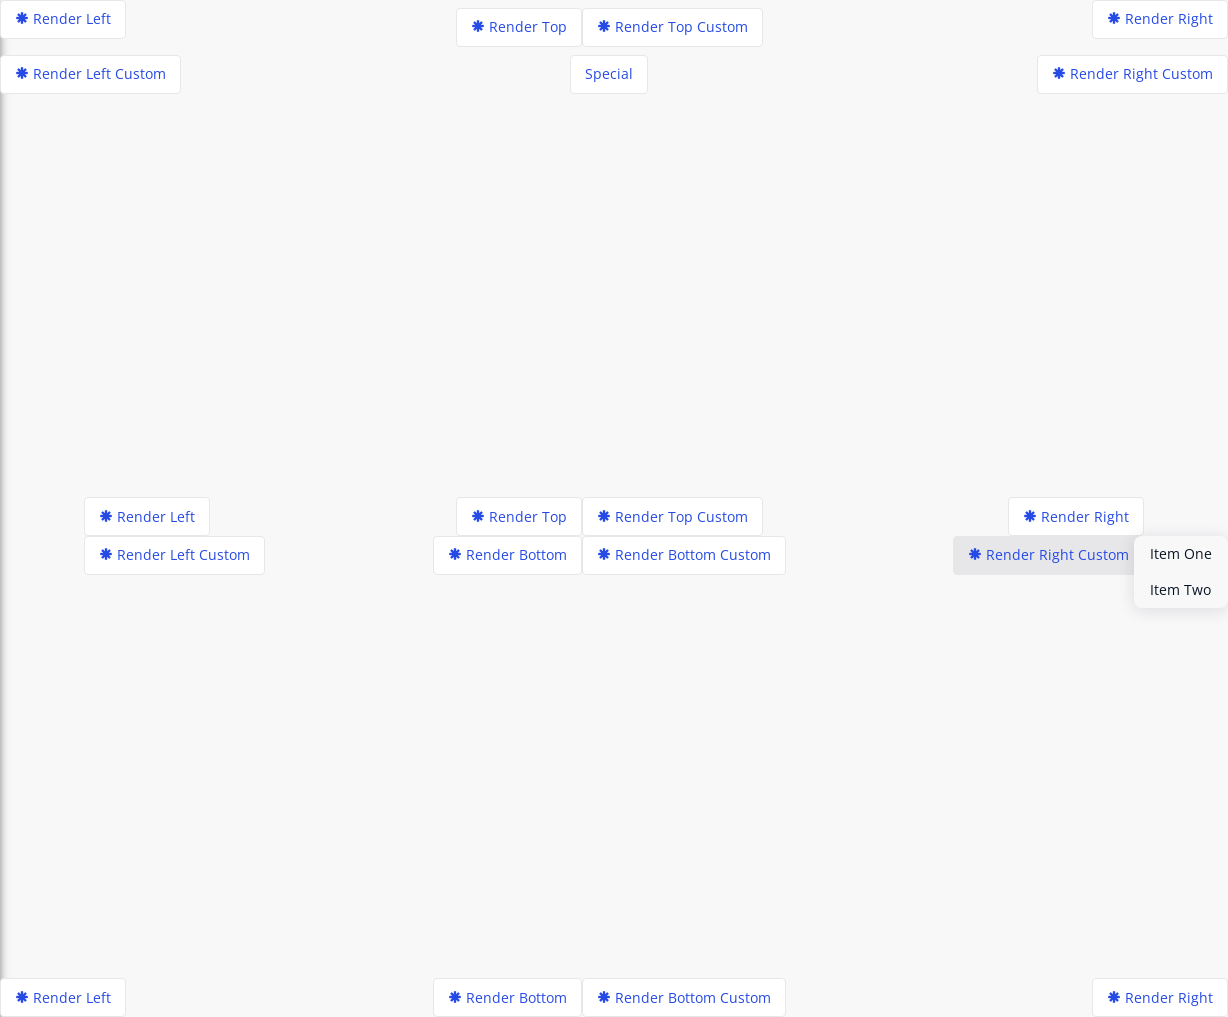 Render Left
Render Top
Render Top Custom
Render Right
Render Left Custom
Special
Render Right Custom
Render Left
Render Top
Render Top Custom
Render Right
Render Left Custom
Render Bottom
Render Bottom Custom
Render Right Custom
Item One
Item Two
Render Left
Render Bottom
Render Bottom Custom
Render Right